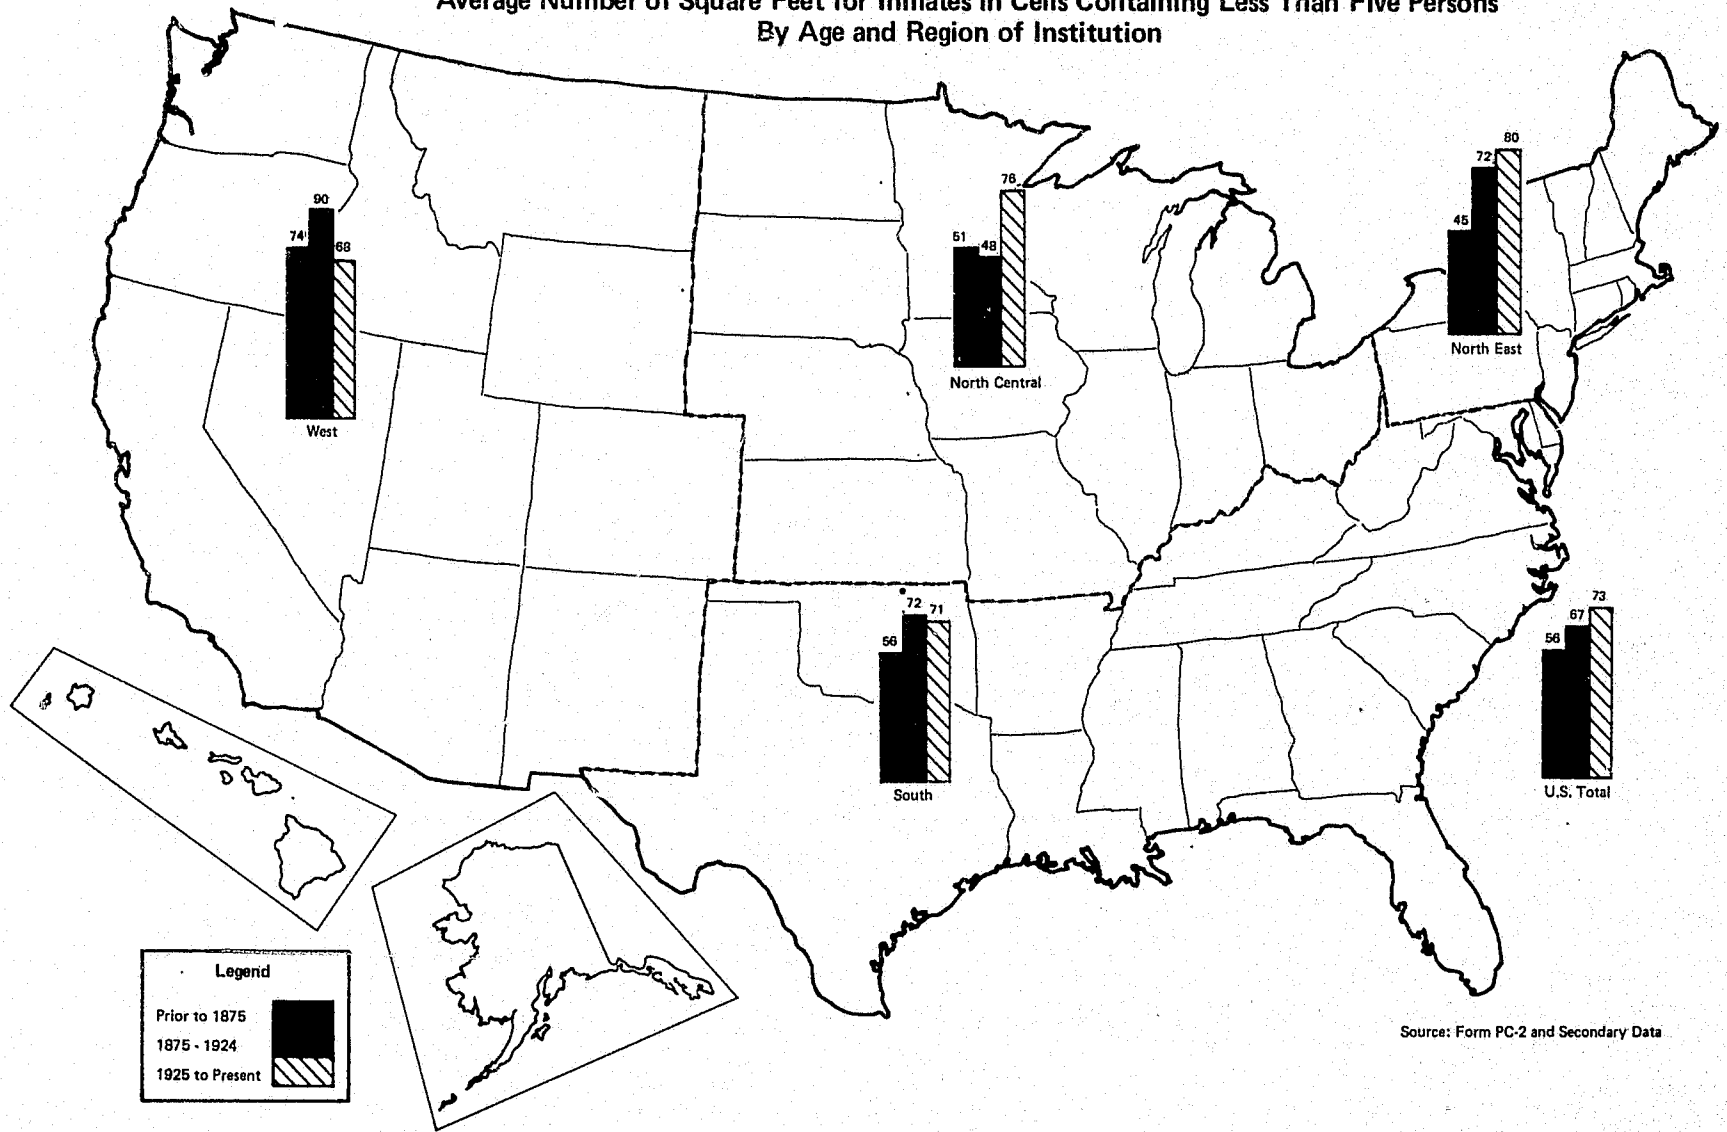 Average Number of Square Feet for Inmates in Cells Containing Less Than Five Persons
By Age and Region of Institution
74 90 68
West
51 48 76
North Central
45 72 80
North East
56 72 71
South
56 67 73
U.S. Total
Legend
Prior to 1875
1875 - 1924
1925 to Present
Source: Form PC-2 and Secondary Data